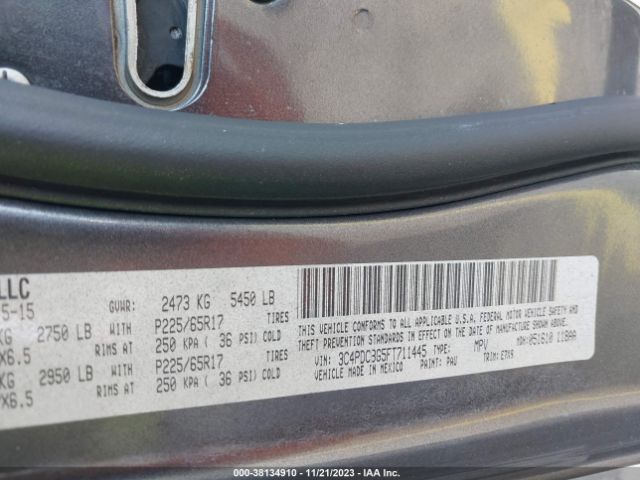 LLC
5-15 GVWR: 2473 KG 5450 LB
KG 2750 LB WITH P225/65R17 TIRES
X6.5 RIMS AT 250 KPA ( 36 PSI) COLD
KG 2950 LB WITH P225/65R17 TIRES
X6.5 RIMS AT 250 KPA ( 36 PSI) COLD
THIS VEHICLE CONFORMS TO ALL APPLICABLE U.S.A. FEDERAL MOTOR VEHICLE SAFETY, BUMPER, AND
THEFT PREVENTION STANDARDS IN EFFECT ON THE DATE OF MANUFACTURE SHOWN ABOVE.
VIN: 3C4PDCBG5FT711445 TYPE: MPV MDH: 051610
VEHICLE MADE IN MEXICO PAINT: PAU TRIM:
000-38134910 - 11/21/2023 - IAA Inc.